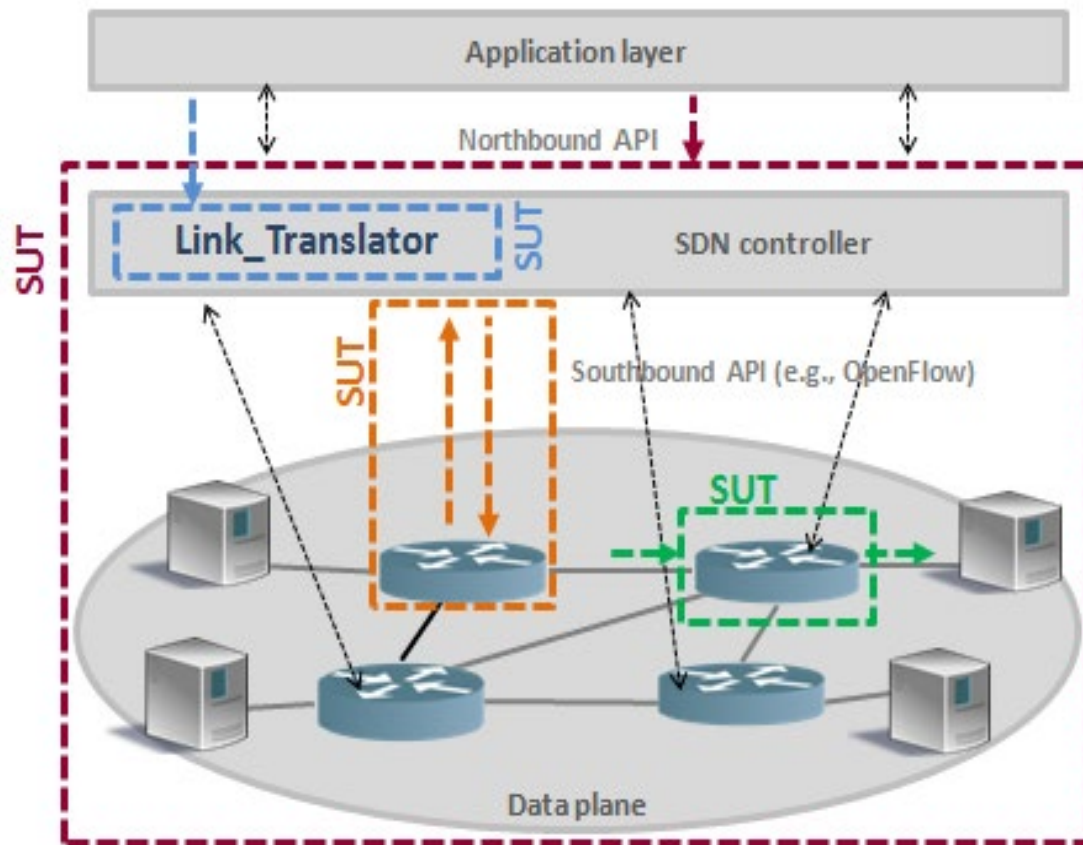 Application layer
Northbound API
SUT
Link_Translator
SUT
SDN controller
SUT
Southbound API (e.g., OpenFlow)
SUT
Data plane